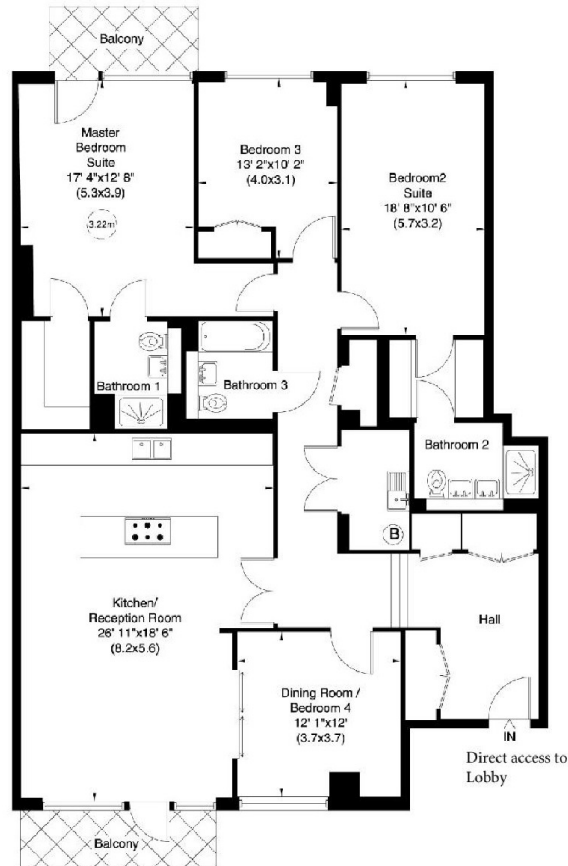 Balcony
Master
Bedroom
Suite
17' 4"x12' 8"
(5.3x3.9)
3.22m
Bedroom 3
13' 2"x10' 2"
(4.0x3.1)
Bedroom2
Suite
18' 8"x10' 6"
(5.7x3.2)
Bathroom 1
Bathroom 3
Bathroom 2
B
Kitchen/
Reception Room
26' 11"x18' 6"
(8.2x5.6)
Hall
Dining Room /
Bedroom 4
12' 1"x12'
(3.7x3.7)
IN
Direct access to
Lobby
Balcony